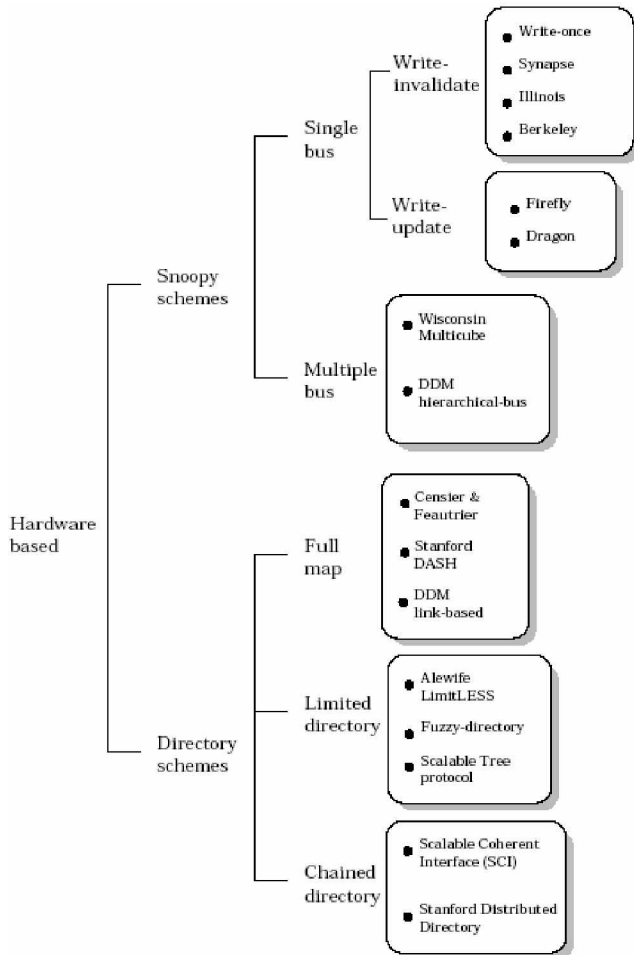 Write-
invalidate
Write-once
Synapse
Illinois
Berkeley
Single
bus
Write-
update
Firefly
Dragon
Snoopy
schemes
Multiple
bus
Wisconsin
Multicube
DDM
hierarchical-bus
Hardware
based
Full
map
Censier &
Feautrier
Stanford
DASH
DDM
link-based
Directory
schemes
Limited
directory
Alewife
LimitLESS
Fuzzy-directory
Scalable Tree
protocol
Chained
directory
Scalable Coherent
Interface (SCI)
Stanford Distributed
Directory